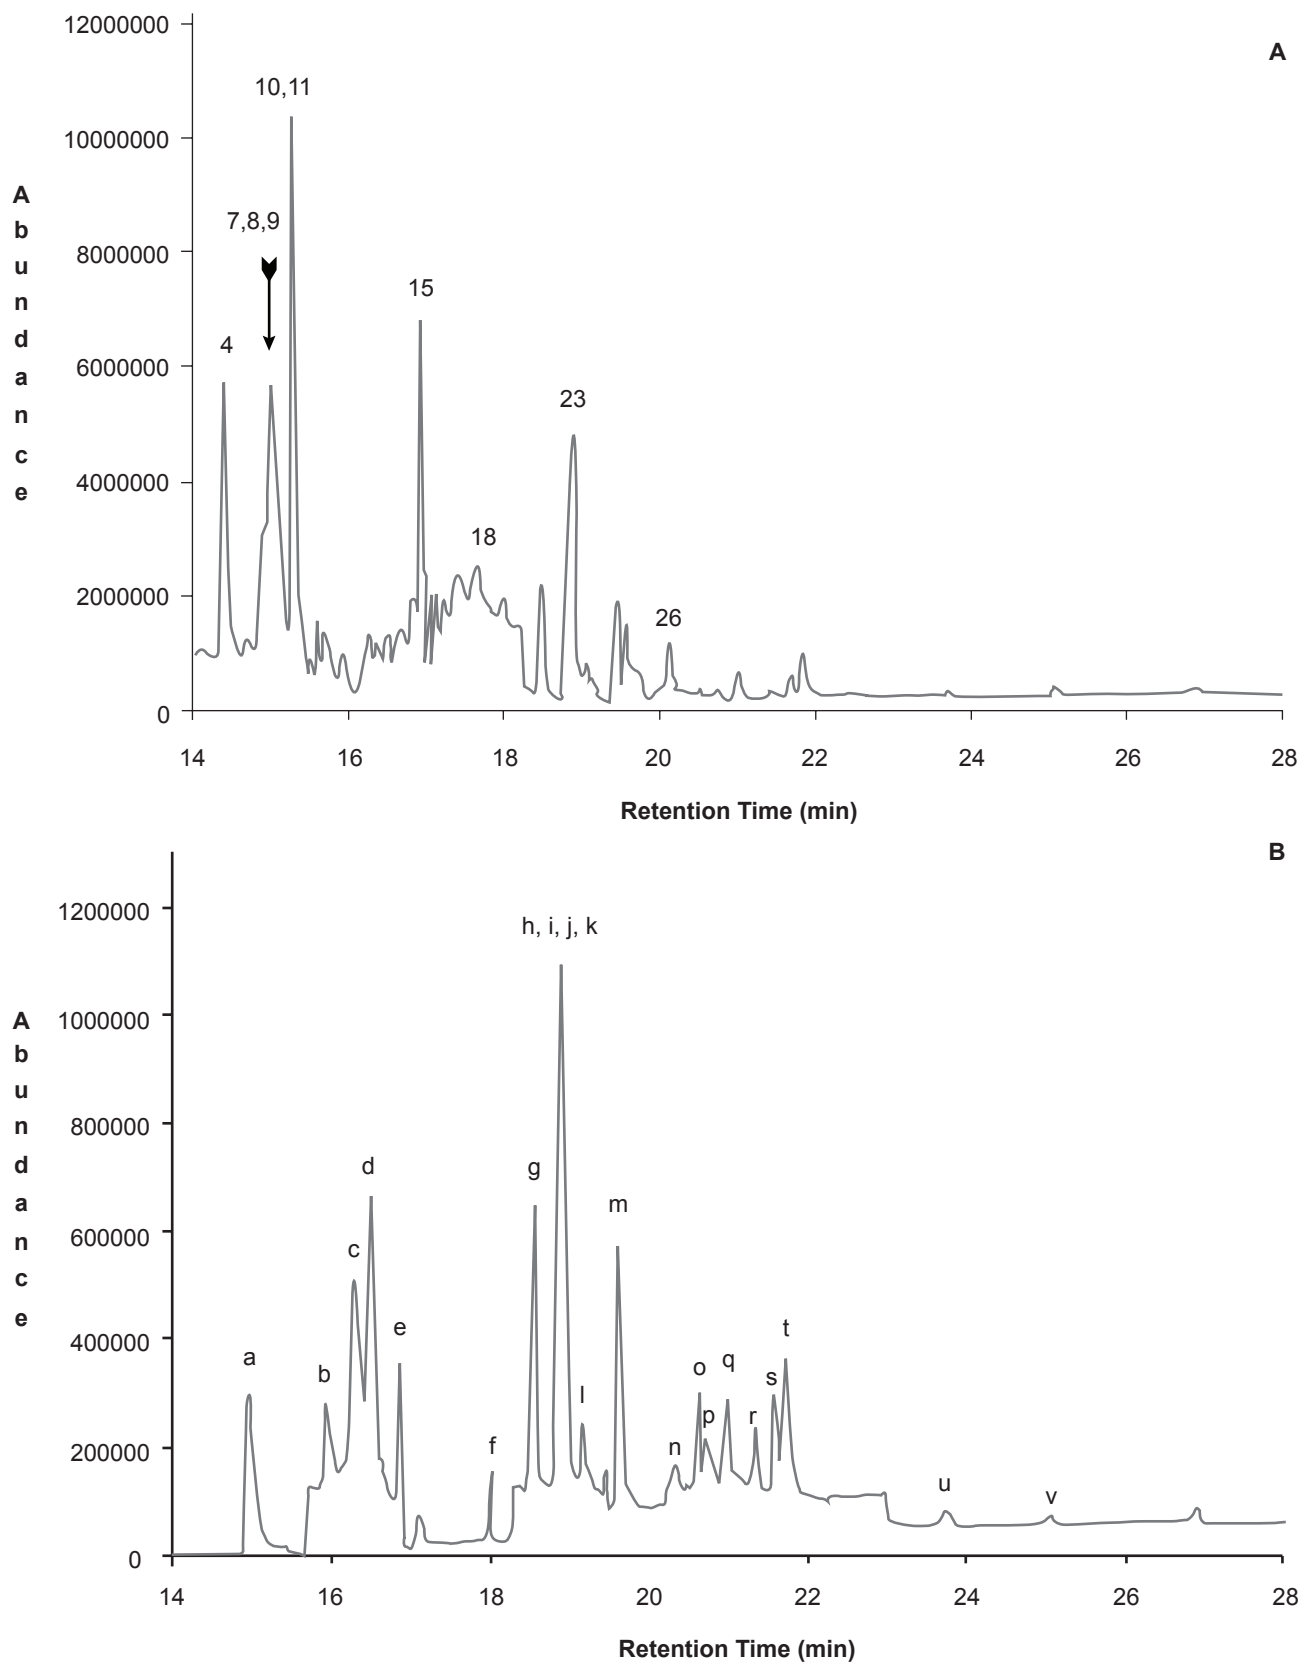 12000000
A
10,11
10000000
7,8,9
8000000
15
4
6000000
23
4000000
18
2000000
26
0
Abundance
14 16 18 20 22 24 26 28
Retention Time (min)
B
1200000
h, i, j, k
1000000
800000
d
g
m
600000
c
400000
e
t
a
q
o
b
s
l
p
r
200000
f
n
u
v
0
Abundance
14 16 18 20 22 24 26 28
Retention Time (min)